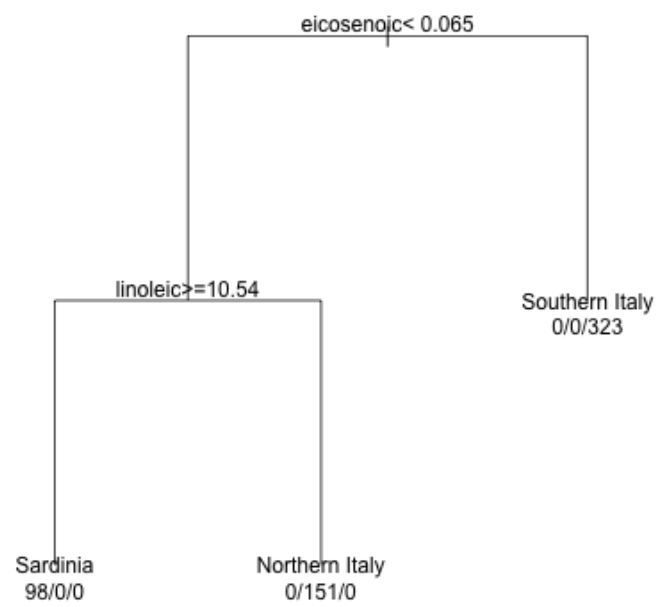 eicosenoic< 0.065
linoleic>=10.54
Southern Italy
0/0/323
Sardinia
98/0/0
Northern Italy
0/151/0